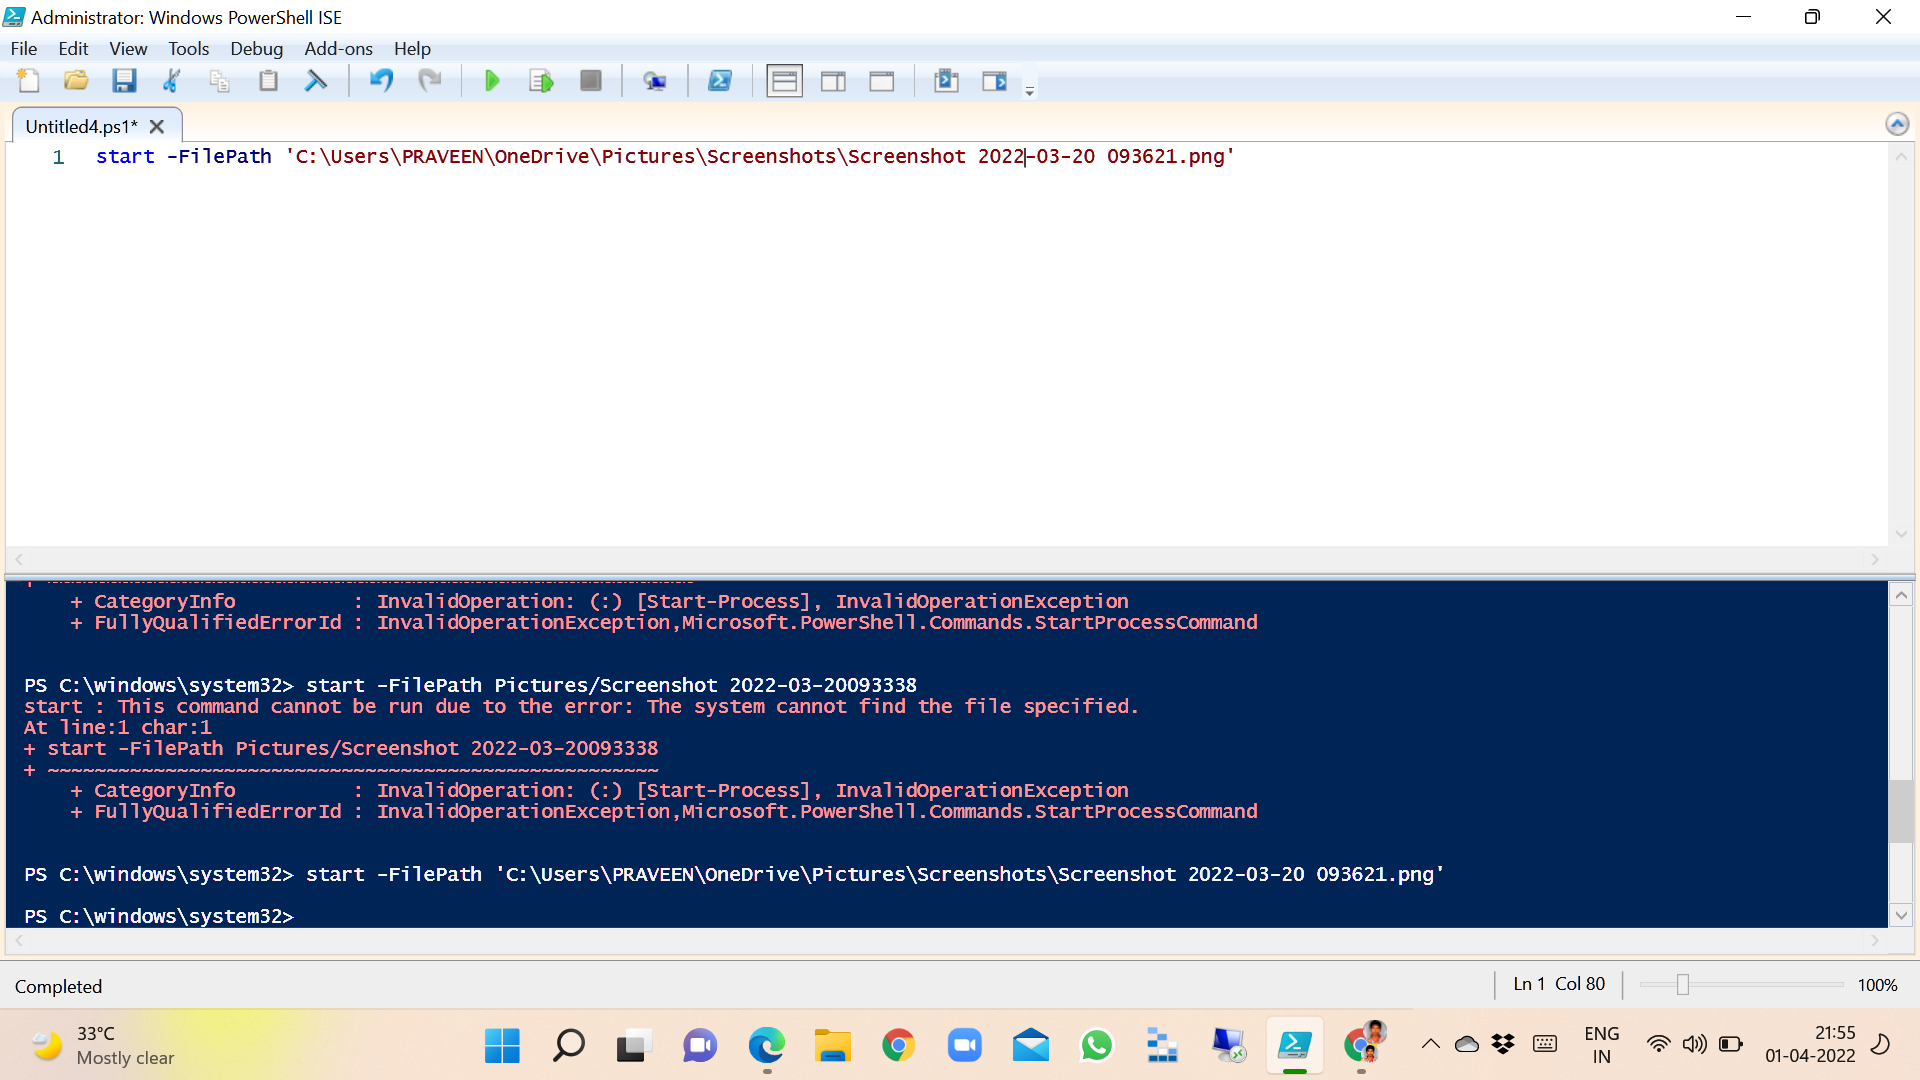 Administrator: Windows PowerShell ISE
File Edit View Tools Debug Add-ons Help
Untitled4.ps1*
1 start -FilePath 'C:\Users\PRAVEEN\OneDrive\Pictures\Screenshots\Screenshot 2022-03-20 093621.png'
+ CategoryInfo          : InvalidOperation: (:) [Start-Process], InvalidOperationException
+ FullyQualifiedErrorId : InvalidOperationException,Microsoft.PowerShell.Commands.StartProcessCommand
PS C:\windows\system32> start -FilePath Pictures/Screenshot 2022-03-20093338
start : This command cannot be run due to the error: The system cannot find the file specified.
At line:1 char:1
+ start -FilePath Pictures/Screenshot 2022-03-20093338
+ ~~~~~~~~~~~~~~~~~~~~~~~~~~~~~~~~~~~~~~~~~~~~~~~~~~~~
+ CategoryInfo          : InvalidOperation: (:) [Start-Process], InvalidOperationException
+ FullyQualifiedErrorId : InvalidOperationException,Microsoft.PowerShell.Commands.StartProcessCommand
PS C:\windows\system32> start -FilePath 'C:\Users\PRAVEEN\OneDrive\Pictures\Screenshots\Screenshot 2022-03-20 093621.png'
PS C:\windows\system32>
Completed
Ln 1 Col 80
100%
33°C
Mostly clear
ENG
IN
21:55
01-04-2022